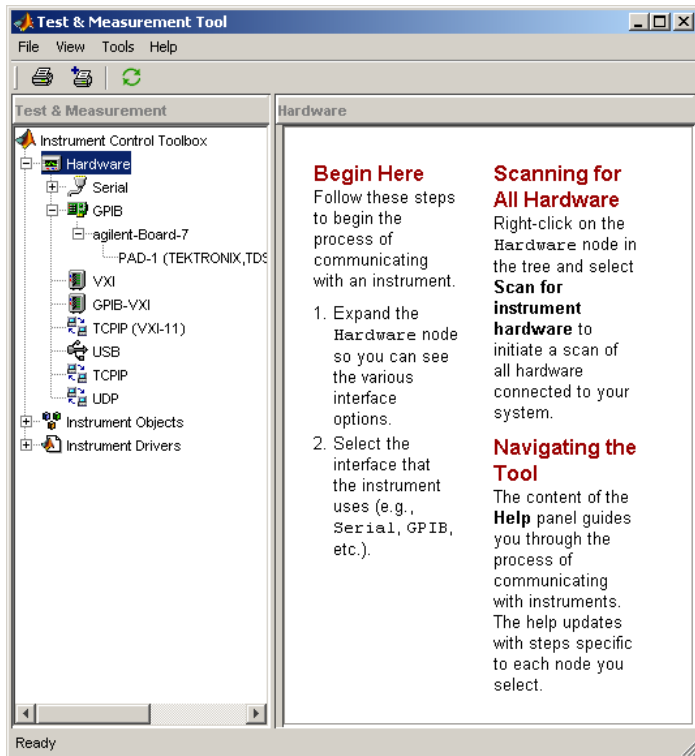 Test & Measurement Tool
File View Tools Help
Test & Measurement
Instrument Control Toolbox
Hardware
Serial
GPIB
agilent-Board-7
PAD-1 (TEKTRONIX,TDS
VXI
GPIB-VXI
TCPIP (VXI-11)
USB
TCPIP
UDP
Instrument Objects
Instrument Drivers
Hardware
Begin Here
Follow these steps
to begin the
process of
communicating
with an instrument.
1. Expand the
Hardware node
so you can see
the various
interface
options.
2. Select the
interface that
the instrument
uses (e.g.,
Serial, GPIB,
etc.).
Scanning for
All Hardware
Right-click on the
Hardware node in
the tree and select
Scan for
instrument
hardware to
initiate a scan of
all hardware
connected to your
system.
Navigating the
Tool
The content of the
Help panel guides
you through the
process of
communicating
with instruments.
The help updates
with steps specific
to each node you
select.
Ready